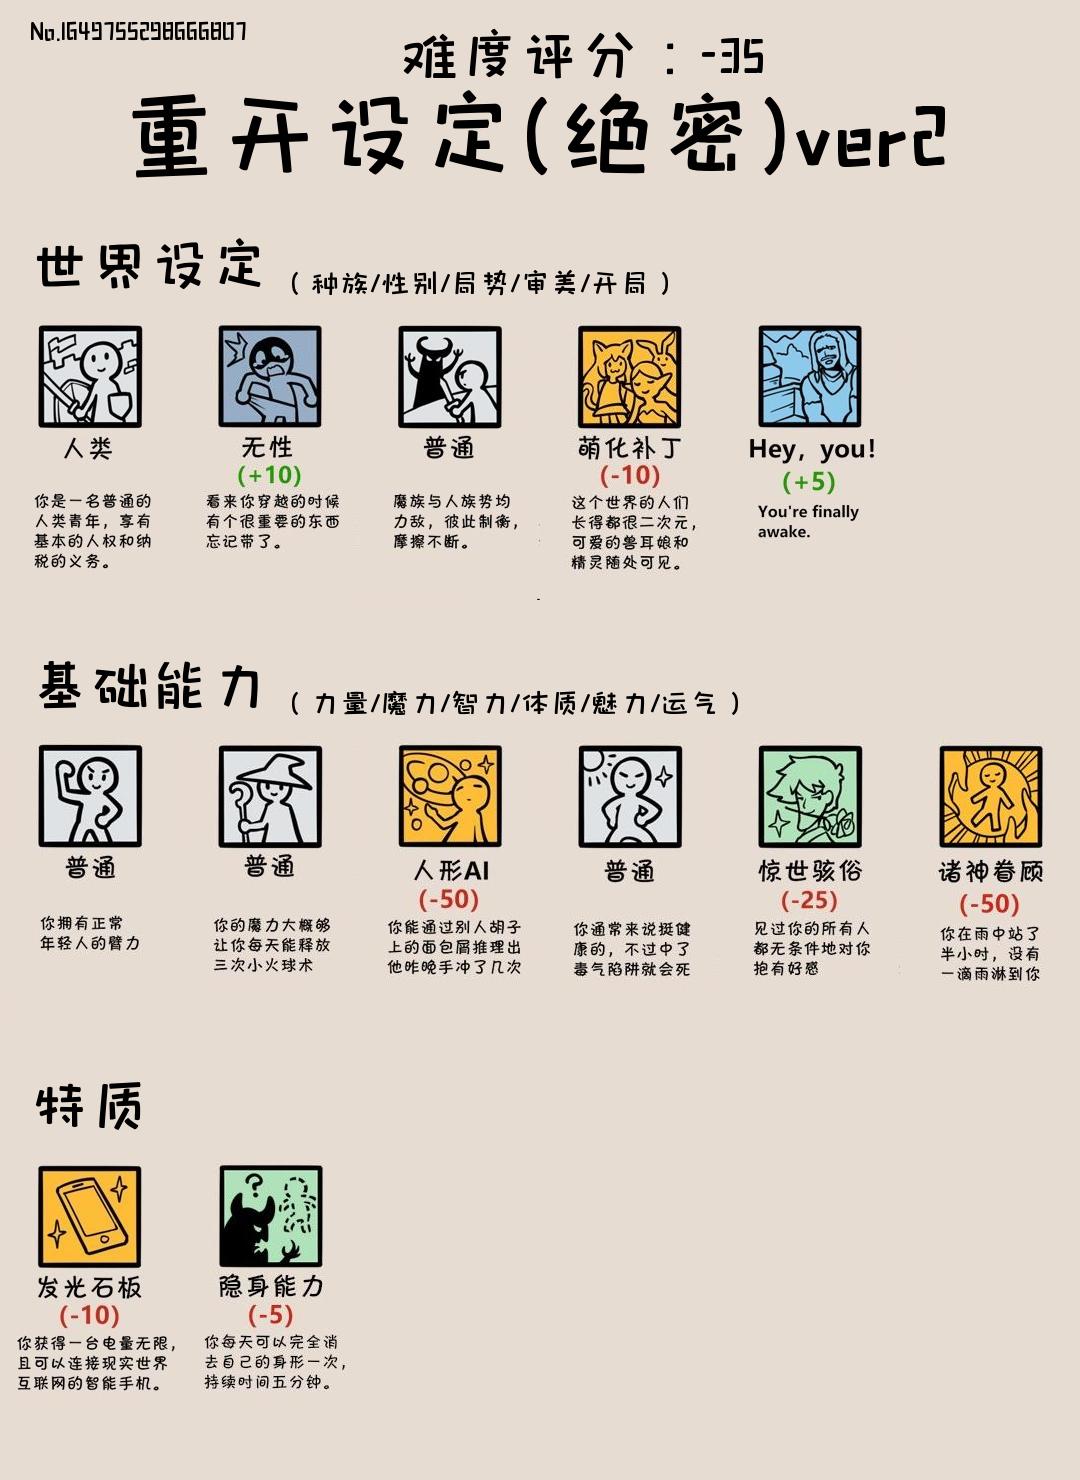 No.1649755298666807
难度评分：-35
重开设定(绝密)ver2
世界设定（种族/性别/局势/审美/开局）
人类
你是一名普通的
人类青年，享有
基本的人权和纳
税的义务。
无性
(+10)
看来你穿越的时候
有个很重要的东西
忘记带了。
普通
魔族与人族势均
力敌，彼此制衡，
摩擦不断。
萌化补丁
(-10)
这个世界的人们
长得都很二次元，
可爱的兽耳娘和
精灵随处可见。
Hey, you!
(+5)
You're finally
awake.
基础能力（力量/魔力/智力/体质/魅力/运气）
普通
你拥有正常
年轻人的臂力
普通
你的魔力大概够
让你每天能释放
三次小火球术
人形AI
(-50)
你能通过别人胡子
上的面包屑推理出
他昨晚手冲了几次
普通
你通常来说挺健
康的，不过中了
毒气陷阱就会死
惊世骇俗
(-25)
见过你的所有人
都无条件地对你
抱有好感
诸神眷顾
(-50)
你在雨中站了
半小时，没有
一滴雨淋到你
特质
发光石板
(-10)
你获得一台电量无限，
且可以连接现实世界
互联网的智能手机。
隐身能力
(-5)
你每天可以完全消
去自己的身形一次，
持续时间五分钟。